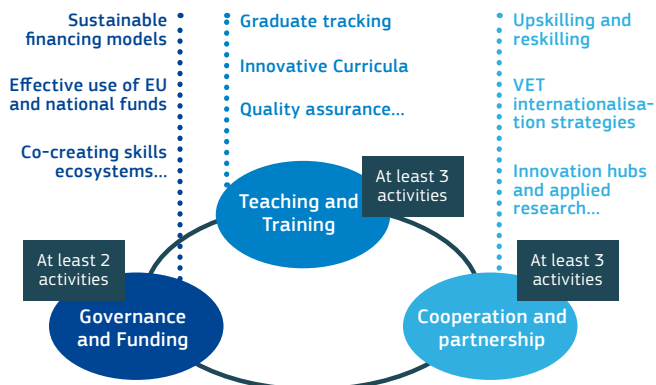 Sustainable
financing models
Effective use of EU
and national funds
Co-creating skills
ecosystems...
Graduate tracking
Innovative Curricula
Quality assurance...
Upskilling and
reskilling
VET
internationalisa-
tion strategies
Innovation hubs
and applied
research...
At least 3
activities
Teaching and
Training
At least 2
activities
Governance
and Funding
At least 3
activities
Cooperation and
partnership